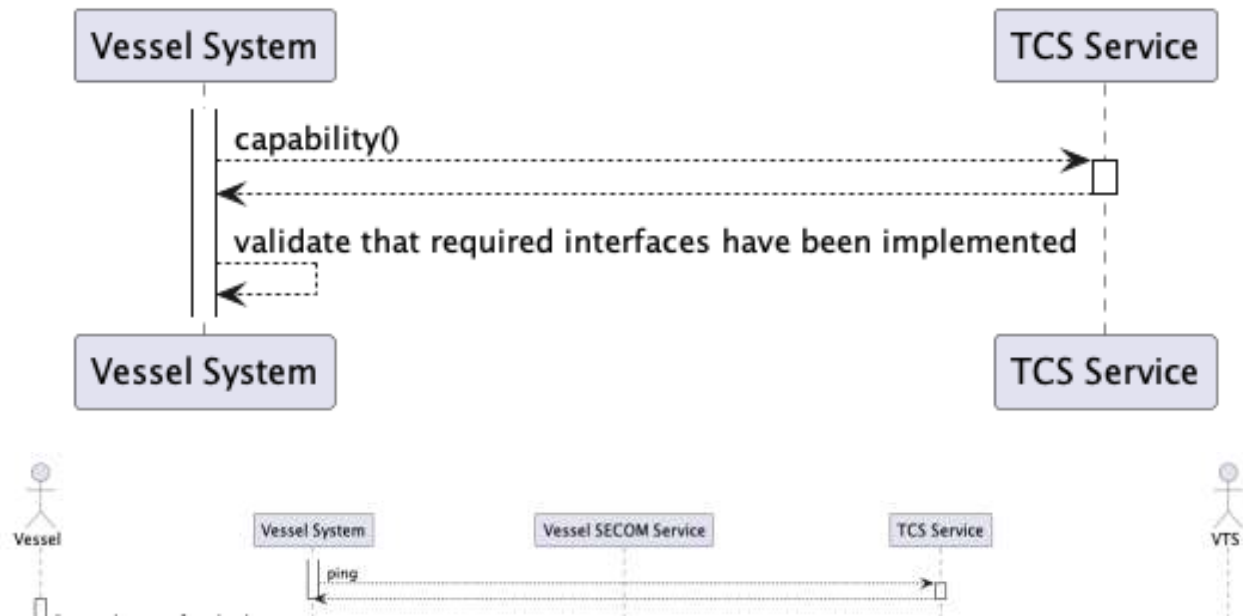 Vessel System TCS Service
capability()
validate that required interfaces have been implemented
Vessel System TCS Service
Vessel System Vessel SECOM Service TCS Service
Vessel VTS
ping